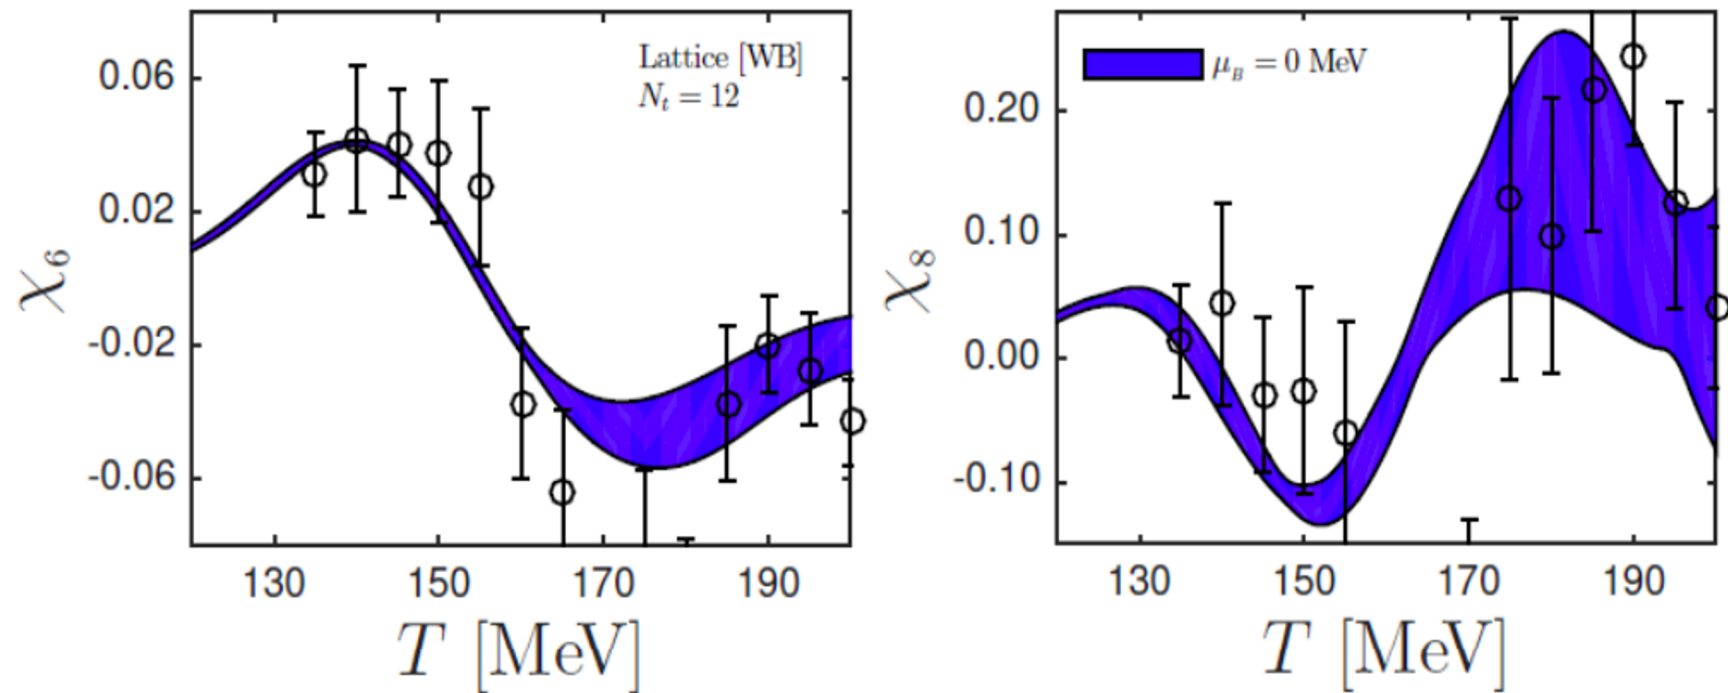 0.06
0.02
-0.02
-0.06
χ6
Lattice [WB]
Nt = 12
130 150 170 190
T [MeV]
0.20
0.10
0.00
-0.10
χ8
μB = 0 MeV
130 150 170 190
T [MeV]